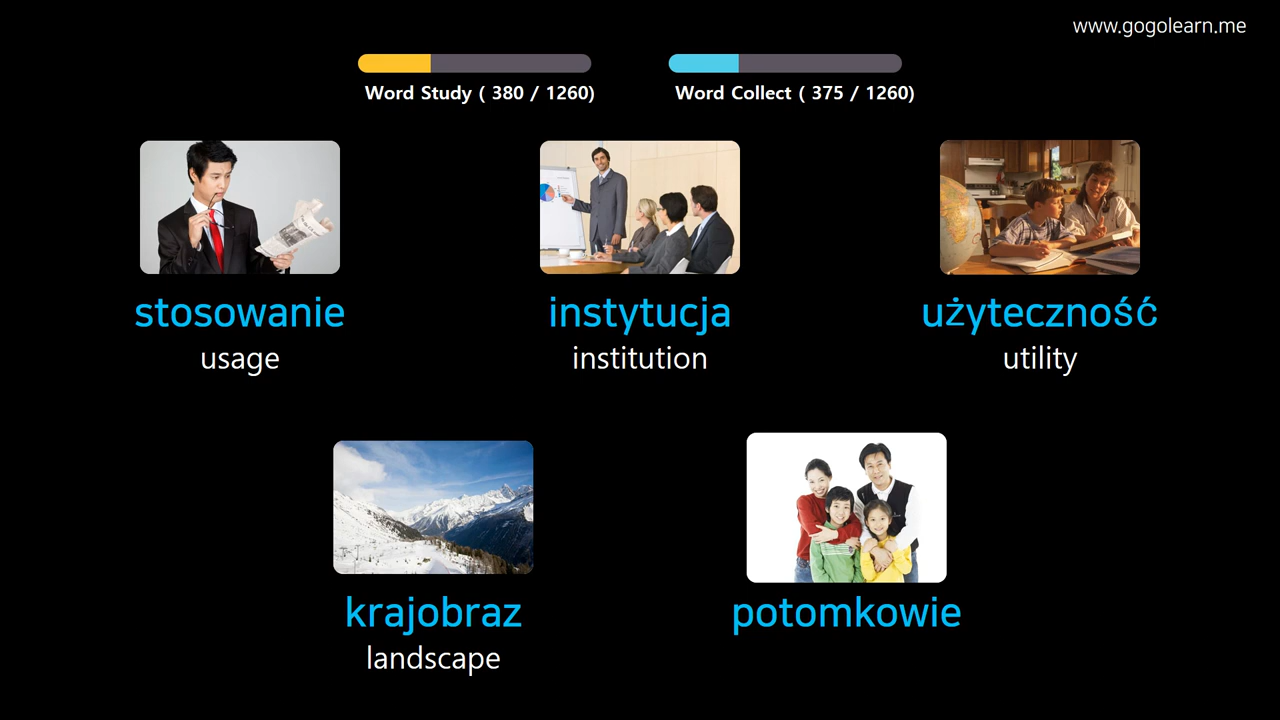 www.gogolearn.me
Word Study ( 380 / 1260)
Word Collect ( 375 / 1260)
stosowanie
usage
instytucja
institution
użyteczność
utility
krajobraz
landscape
potomkowie